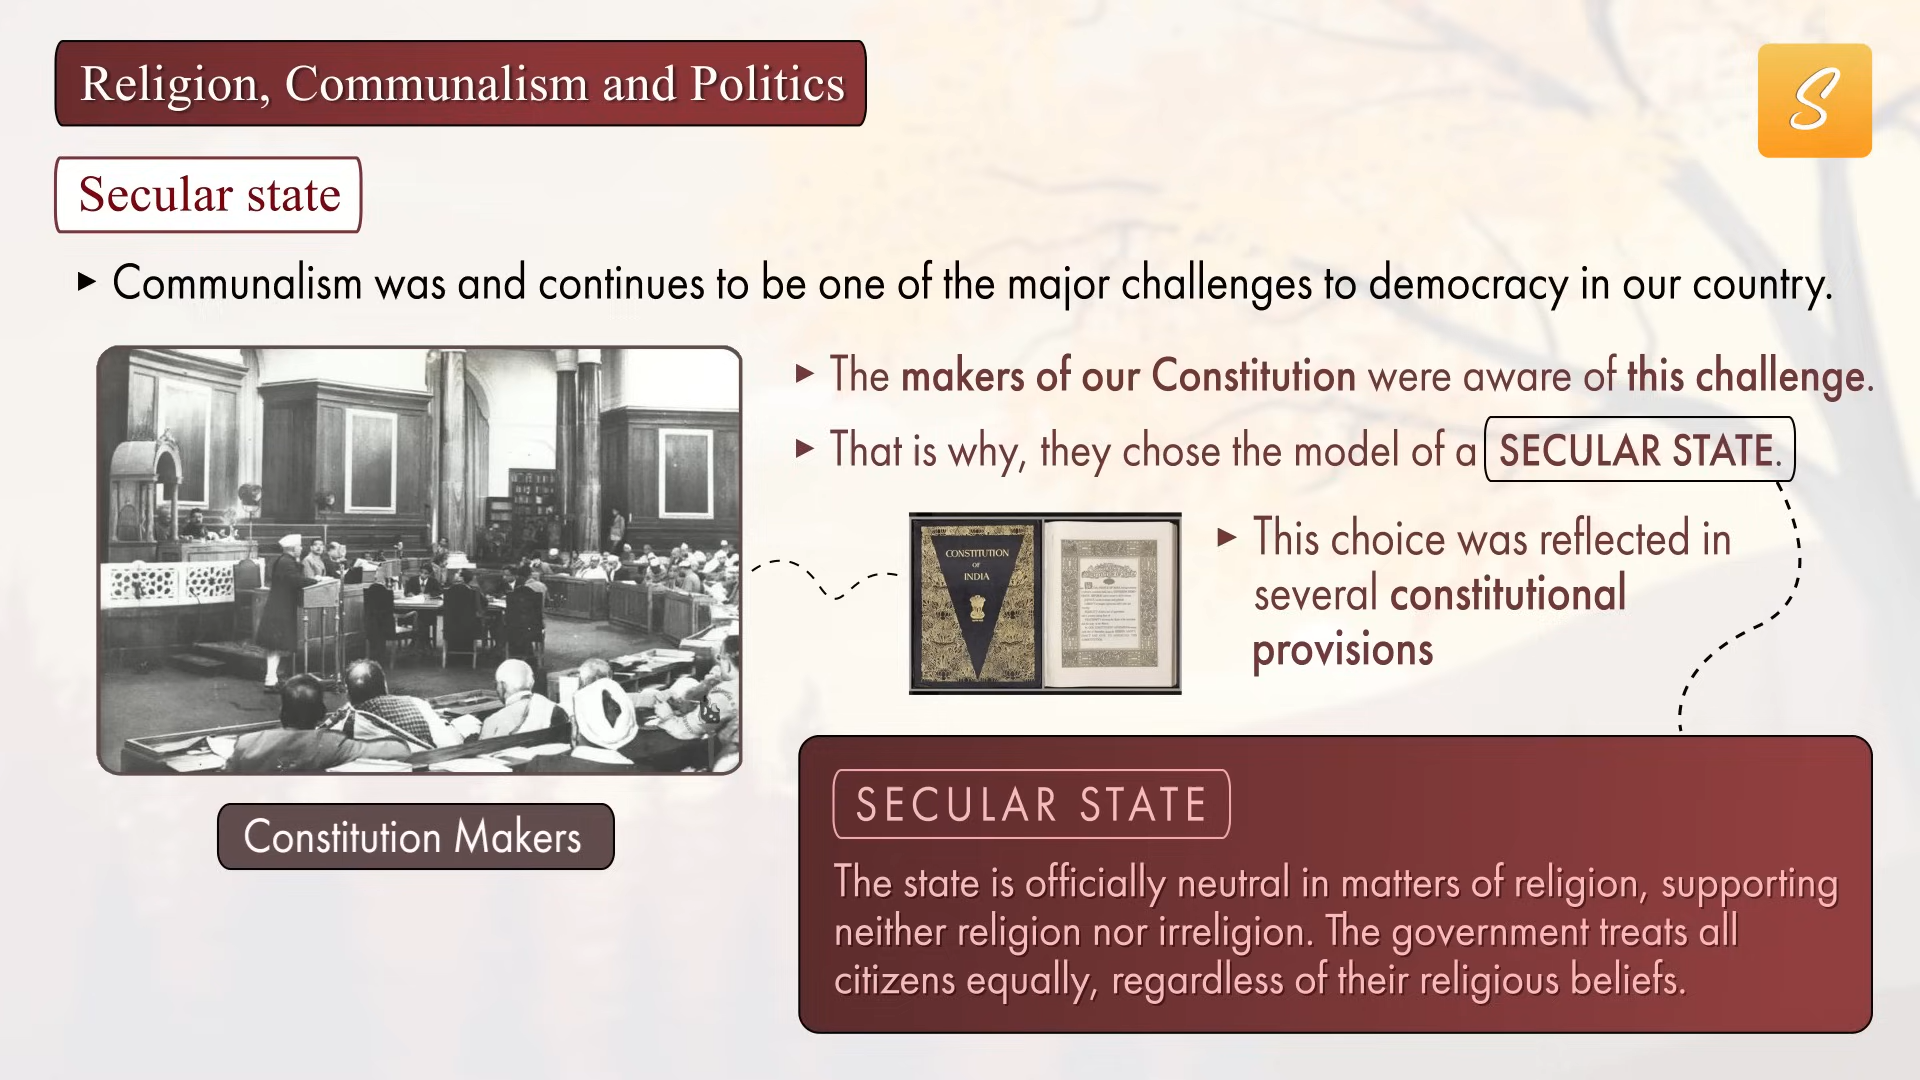 Religion, Communalism and Politics
S
Secular state
Communalism was and continues to be one of the major challenges to democracy in our country.
The makers of our Constitution were aware of this challenge.
That is why, they chose the model of a SECULAR STATE.
CONSTITUTION
OF
INDIA
This choice was reflected in
several constitutional
provisions
Constitution Makers
SECULAR STATE
The state is officially neutral in matters of religion, supporting
neither religion nor irreligion. The government treats all
citizens equally, regardless of their religious beliefs.